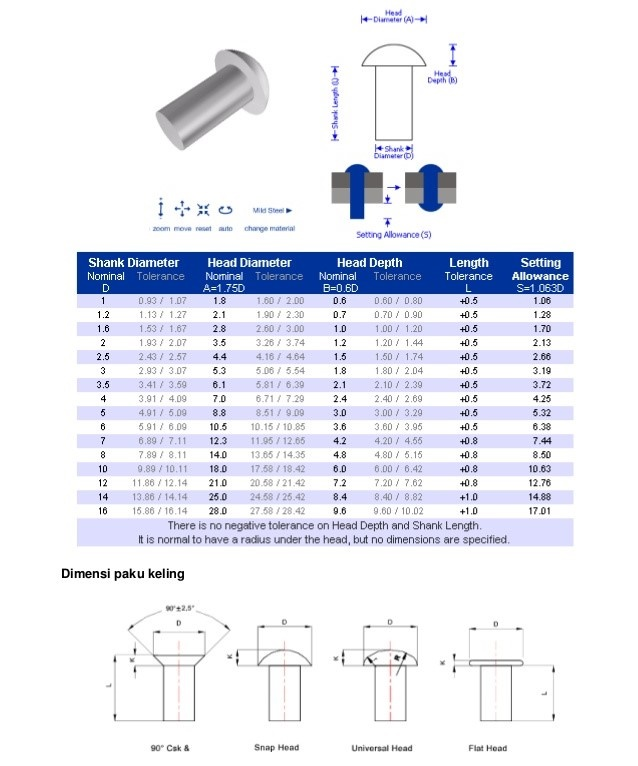 Head
Diameter (A)
Head
Depth (B)
Shank Length (L)
Shank
Diameter(D)
Mild Steel
zoom move reset auto change material
Setting Allowance (S)
Shank Diameter Head Diameter Head Depth Length Setting
Nominal Tolerance Nominal Tolerance Nominal Tolerance Tolerance Allowance
D A=1.75D B=0.6D L S=1.063D
1 0.93 / 1.07 1.8 1.60 / 2.00 0.6 0.60 / 0.80 +0.5 1.06
1.2 1.13 / 1.27 2.1 1.90 / 2.30 0.7 0.70 / 0.90 +0.5 1.28
1.6 1.53 / 1.67 2.8 2.60 / 3.00 1.0 1.00 / 1.20 +0.5 1.70
2 1.93 / 2.07 3.5 3.26 / 3.74 1.2 1.20 / 1.44 +0.5 2.13
2.5 2.43 / 2.57 4.4 4.16 / 4.64 1.5 1.50 / 1.74 +0.5 2.66
3 2.93 / 3.07 5.3 5.06 / 5.54 1.8 1.80 / 2.04 +0.5 3.19
3.5 3.41 / 3.59 6.1 5.81 / 6.39 2.1 2.10 / 2.39 +0.5 3.72
4 3.91 / 4.09 7.0 6.71 / 7.29 2.4 2.40 / 2.69 +0.5 4.25
5 4.91 / 5.09 8.8 8.51 / 9.09 3.0 3.00 / 3.29 +0.5 5.32
6 5.91 / 6.09 10.5 10.15 / 10.85 3.6 3.60 / 3.95 +0.5 6.38
7 6.89 / 7.11 12.3 11.95 / 12.65 4.2 4.20 / 4.55 +0.8 7.44
8 7.89 / 8.11 14.0 13.65 / 14.35 4.8 4.80 / 5.15 +0.8 8.50
10 9.89 / 10.11 18.0 17.58 / 18.42 6.0 6.00 / 6.42 +0.8 10.63
12 11.86 / 12.14 21.0 20.58 / 21.42 7.2 7.20 / 7.62 +0.8 12.76
14 13.86 / 14.14 25.0 24.58 / 25.42 8.4 8.40 / 8.82 +1.0 14.88
16 15.86 / 16.14 28.0 27.58 / 28.42 9.6 9.60 / 10.02 +1.0 17.01
There is no negative tolerance on Head Depth and Shank Length.
It is normal to have a radius under the head, but no dimensions are specified.
Dimensi paku keling
90°±2,5°
D D D D
K K K R K
L L
90° Csk & Snap Head Universal Head Flat Head